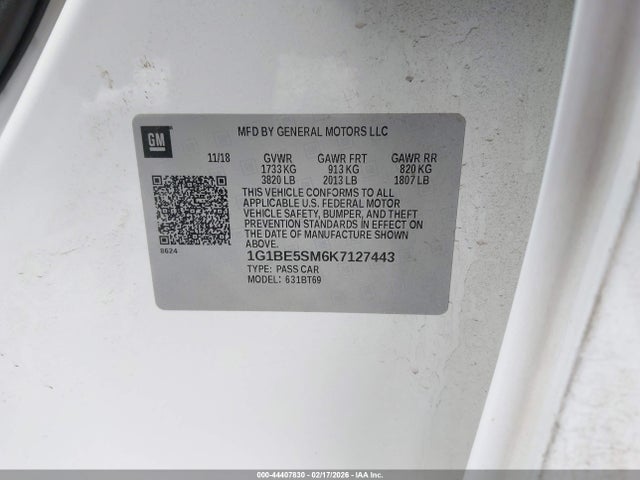 GM
MFD BY GENERAL MOTORS LLC
11/18 GVWR GAWR FRT GAWR RR
1733 KG 913 KG 820 KG
3820 LB 2013 LB 1807 LB
THIS VEHICLE CONFORMS TO ALL
APPLICABLE U.S. FEDERAL MOTOR
VEHICLE SAFETY, BUMPER, AND THEFT
PREVENTION STANDARDS IN EFFECT
ON THE DATE OF MANUFACTURE SHOWN
ABOVE.
8624
1G1BE5SM6K7127443
TYPE: PASS CAR
MODEL: 631BT69
000-44407830 - 02/17/2026 - IAAI.com